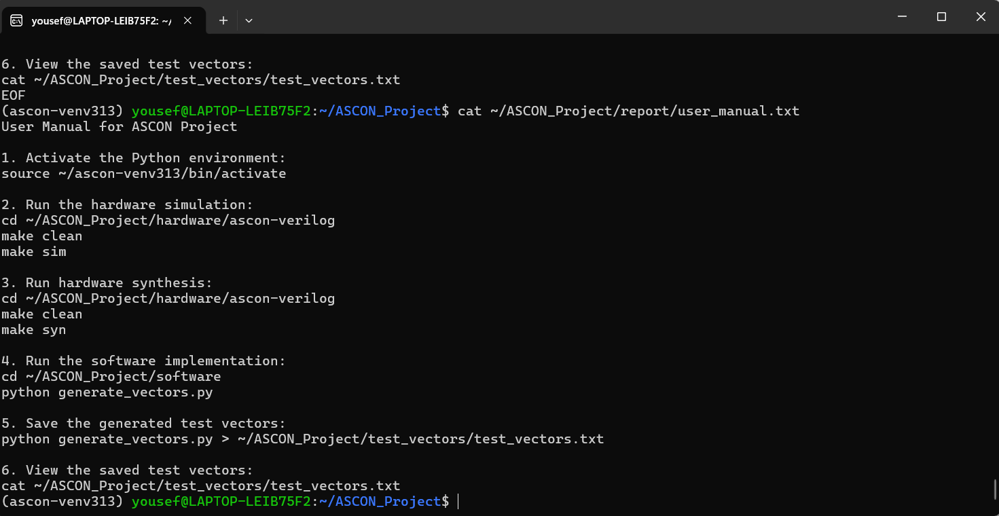 yousef@LAPTOP-LEIB75F2: ~/
6. View the saved test vectors:
cat ~/ASCON_Project/test_vectors/test_vectors.txt
EOF
(ascon-venv313) yousef@LAPTOP-LEIB75F2:~/ASCON_Project$ cat ~/ASCON_Project/report/user_manual.txt
User Manual for ASCON Project
1. Activate the Python environment:
source ~/ascon-venv313/bin/activate
2. Run the hardware simulation:
cd ~/ASCON_Project/hardware/ascon-verilog
make clean
make sim
3. Run hardware synthesis:
cd ~/ASCON_Project/hardware/ascon-verilog
make clean
make syn
4. Run the software implementation:
cd ~/ASCON_Project/software
python generate_vectors.py
5. Save the generated test vectors:
python generate_vectors.py > ~/ASCON_Project/test_vectors/test_vectors.txt
6. View the saved test vectors:
cat ~/ASCON_Project/test_vectors/test_vectors.txt
(ascon-venv313) yousef@LAPTOP-LEIB75F2:~/ASCON_Project$